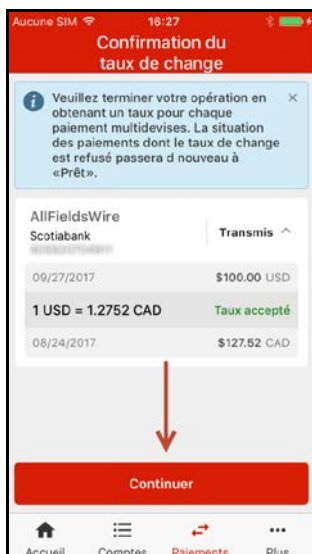 Aucune SIM 16:27
Confirmation du
taux de change
Veuillez terminer votre opération en
obtenant un taux pour chaque
paiement multidevises. La situation
des paiements dont le taux de change
est refusé passera d nouveau à
«Prêt».
AllFieldsWire
Scotiabank
Transmis
09/27/2017 $100.00 USD
1 USD = 1.2752 CAD Taux accepté
08/24/2017 $127.52 CAD
Continuer
Accueil Comptes Paiements Plus